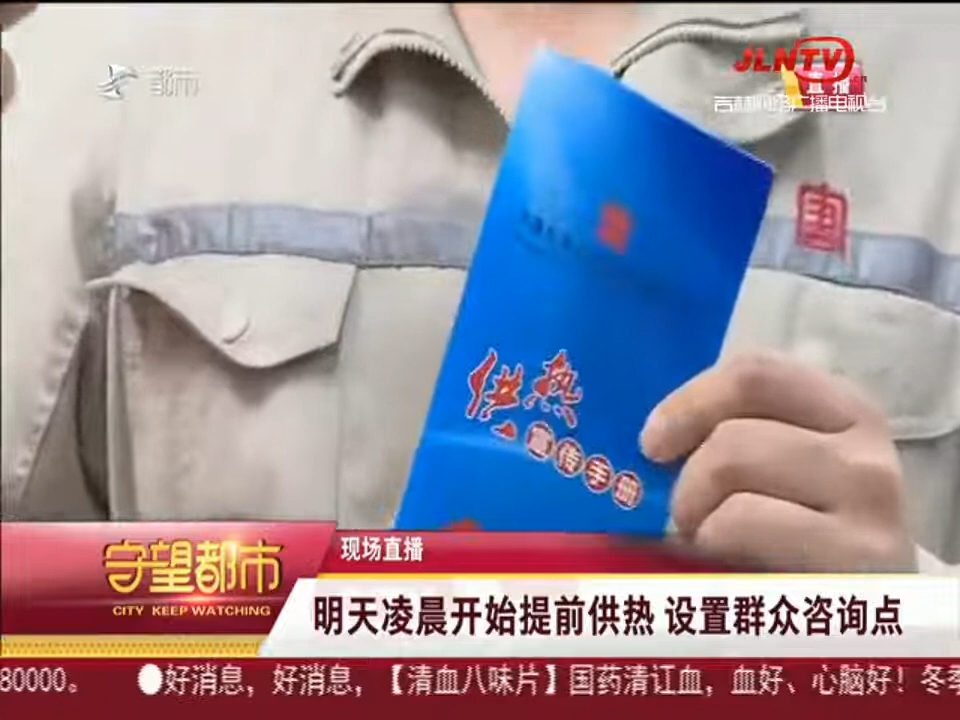 都市
JLNTV
直播
吉林网络广播电视台
供热
宣传手册
现场直播
守望都市
CITY KEEP WATCHING
明天凌晨开始提前供热 设置群众咨询点
80000。 ●好消息，好消息，【清血八味片】国药清讧血，血好、心脑好！冬季